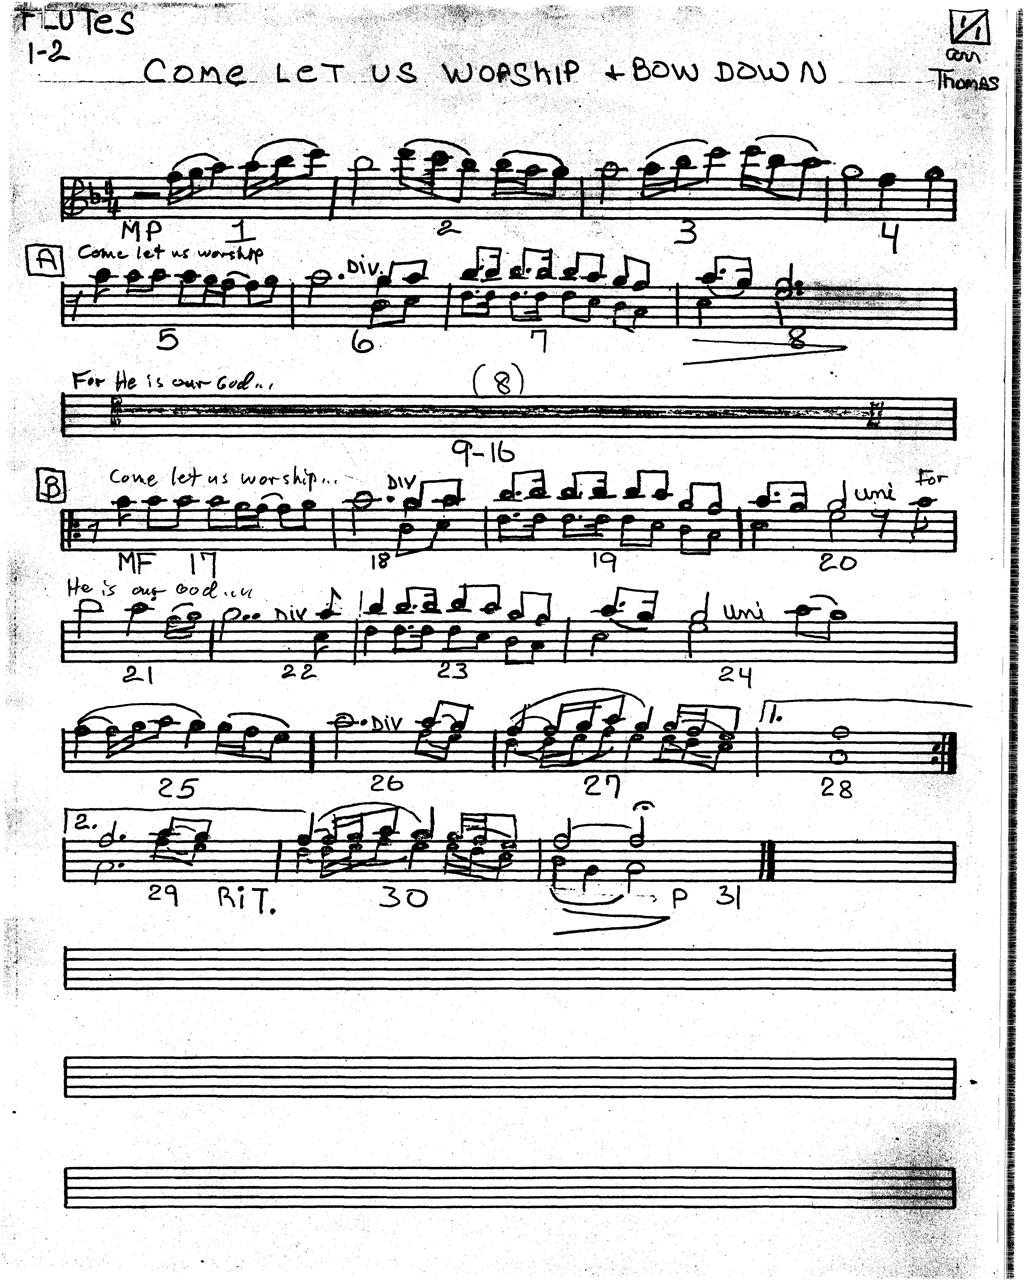 FLUTES
1-2
1/1
arr
THOMAS
COME LET US WORSHIP + BOW DOWN
4/4
MP 1 2 3 4
A Come let us worship
DIV.
5 6 7 8
For He is our God...
(8)
9-16
B Come let us worship... DIV uni For
MF 17 18 19 20
He is our God... DIV uni
21 22 23 24
DIV 1.
25 26 27 28
2.
29 RIT. 30 P 31